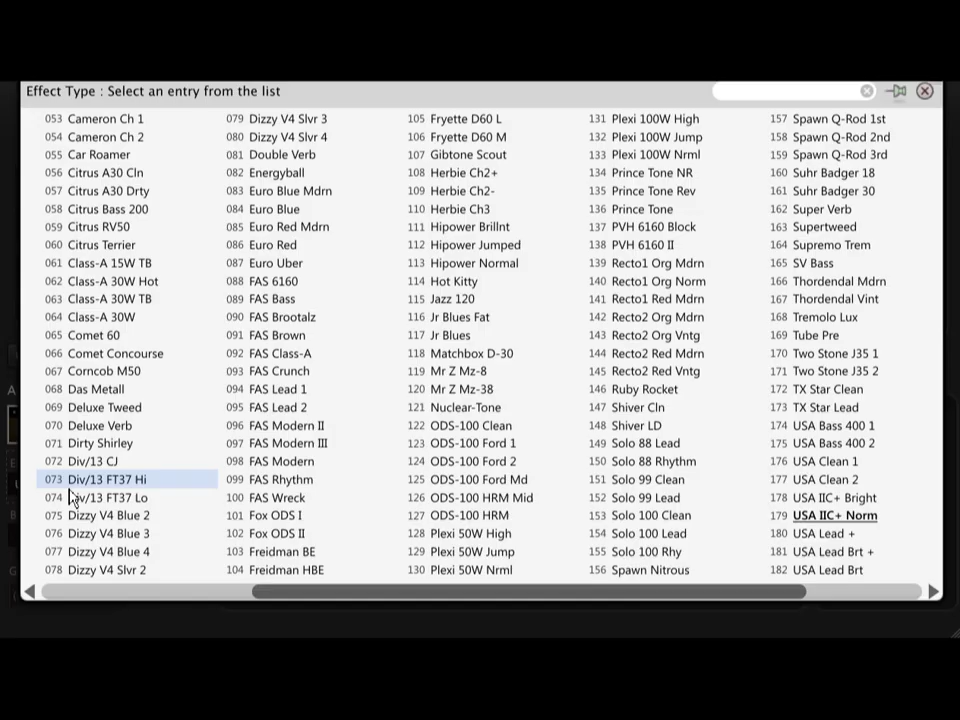 Effect Type : Select an entry from the list
053 Cameron Ch 1
054 Cameron Ch 2
055 Car Roamer
056 Citrus A30 Cln
057 Citrus A30 Drty
058 Citrus Bass 200
059 Citrus RV50
060 Citrus Terrier
061 Class-A 15W TB
062 Class-A 30W Hot
063 Class-A 30W TB
064 Class-A 30W
065 Comet 60
066 Comet Concourse
067 Corncob M50
068 Das Metall
069 Deluxe Tweed
070 Deluxe Verb
071 Dirty Shirley
072 Div/13 CJ
073 Div/13 FT37 Hi
074 Div/13 FT37 Lo
075 Dizzy V4 Blue 2
076 Dizzy V4 Blue 3
077 Dizzy V4 Blue 4
078 Dizzy V4 Slvr 2
079 Dizzy V4 Slvr 3
080 Dizzy V4 Slvr 4
081 Double Verb
082 Energyball
083 Euro Blue Mdrn
084 Euro Blue
085 Euro Red Mdrn
086 Euro Red
087 Euro Uber
088 FAS 6160
089 FAS Bass
090 FAS Brootalz
091 FAS Brown
092 FAS Class-A
093 FAS Crunch
094 FAS Lead 1
095 FAS Lead 2
096 FAS Modern II
097 FAS Modern III
098 FAS Modern
099 FAS Rhythm
100 FAS Wreck
101 Fox ODS I
102 Fox ODS II
103 Freidman BE
104 Freidman HBE
105 Fryette D60 L
106 Fryette D60 M
107 Gibtone Scout
108 Herbie Ch2+
109 Herbie Ch2-
110 Herbie Ch3
111 Hipower Brillnt
112 Hipower Jumped
113 Hipower Normal
114 Hot Kitty
115 Jazz 120
116 Jr Blues Fat
117 Jr Blues
118 Matchbox D-30
119 Mr Z Mz-8
120 Mr Z Mz-38
121 Nuclear-Tone
122 ODS-100 Clean
123 ODS-100 Ford 1
124 ODS-100 Ford 2
125 ODS-100 Ford Md
126 ODS-100 HRM Mid
127 ODS-100 HRM
128 Plexi 50W High
129 Plexi 50W Jump
130 Plexi 50W Nrml
131 Plexi 100W High
132 Plexi 100W Jump
133 Plexi 100W Nrml
134 Prince Tone NR
135 Prince Tone Rev
136 Prince Tone
137 PVH 6160 Block
138 PVH 6160 II
139 Recto1 Org Mdrn
140 Recto1 Org Norm
141 Recto1 Red Mdrn
142 Recto2 Org Mdrn
143 Recto2 Org Vntg
144 Recto2 Red Mdrn
145 Recto2 Red Vntg
146 Ruby Rocket
147 Shiver Cln
148 Shiver LD
149 Solo 88 Lead
150 Solo 88 Rhythm
151 Solo 99 Clean
152 Solo 99 Lead
153 Solo 100 Clean
154 Solo 100 Lead
155 Solo 100 Rhy
156 Spawn Nitrous
157 Spawn Q-Rod 1st
158 Spawn Q-Rod 2nd
159 Spawn Q-Rod 3rd
160 Suhr Badger 18
161 Suhr Badger 30
162 Super Verb
163 Supertweed
164 Supremo Trem
165 SV Bass
166 Thordendal Mdrn
167 Thordendal Vint
168 Tremolo Lux
169 Tube Pre
170 Two Stone J35 1
171 Two Stone J35 2
172 TX Star Clean
173 TX Star Lead
174 USA Bass 400 1
175 USA Bass 400 2
176 USA Clean 1
177 USA Clean 2
178 USA IIC+ Bright
179 USA IIC+ Norm
180 USA Lead +
181 USA Lead Brt +
182 USA Lead Brt